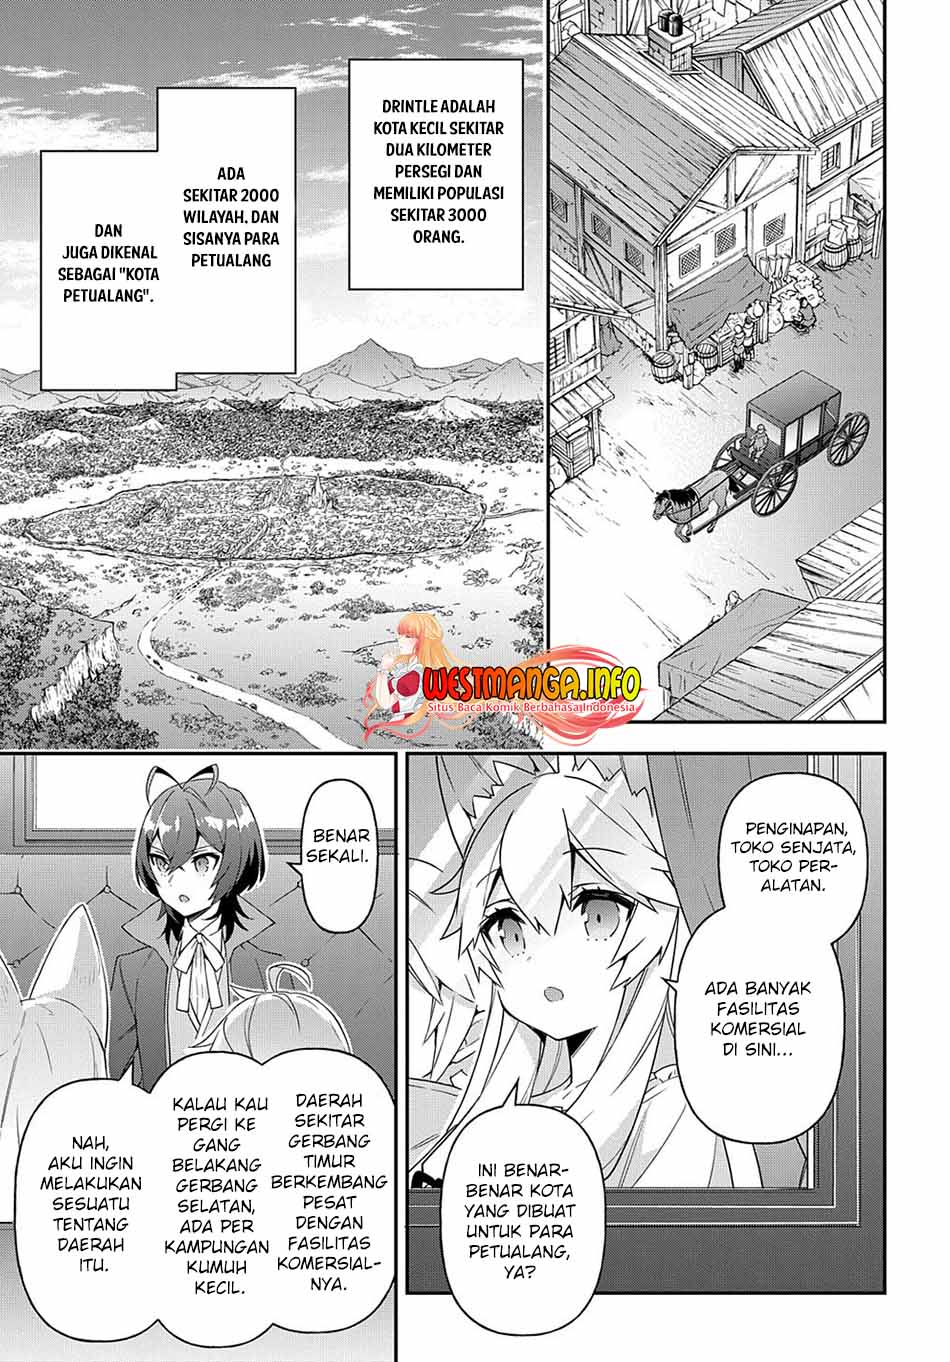 DRINTLE ADALAH
KOTA KECIL SEKITAR
DUA KILOMETER
PERSEGI DAN
MEMILIKI POPULASI
SEKITAR 3000
ORANG.
ADA
SEKITAR 2000
WILAYAH, DAN
SISANYA PARA
PETUALANG
DAN
JUGA DIKENAL
SEBAGAI "KOTA
PETUALANG".
WESTMANGA.INFO
Situs Baca Komik Berbahasa Indonesia
PENGINAPAN,
TOKO SENJATA,
TOKO PER-
ALATAN.
ADA BANYAK
FASILITAS
KOMERSIAL
DI SINI...
INI BENAR-
BENAR KOTA
YANG DIBUAT
UNTUK PARA
PETUALANG,
YA?
BENAR
SEKALI.
DAERAH
SEKITAR
GERBANG
TIMUR
BERKEMBANG
PESAT
DENGAN
FASILITAS
KOMERSIAL-
NYA.
KALAU KAU
PERGI KE
GANG
BELAKANG
GERBANG
SELATAN,
ADA PER
KAMPUNGAN
KUMUH
KECIL.
NAH,
AKU INGIN
MELAKUKAN
SESUATU
TENTANG
DAERAH
ITU.